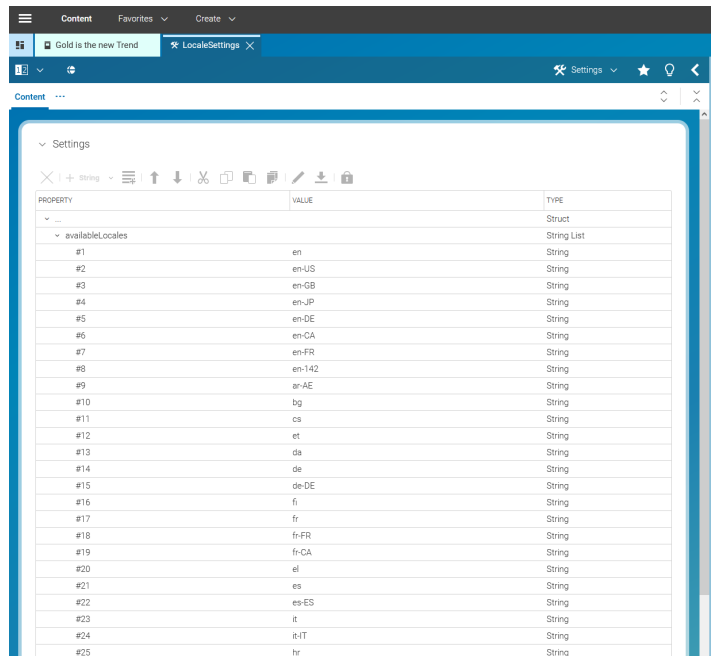 Content Favorites Create
Gold is the new Trend LocaleSettings
12 Settings
Content ...
Settings
String
PROPERTY VALUE TYPE
... Struct
availableLocales String List
#1 en String
#2 en-US String
#3 en-GB String
#4 en-JP String
#5 en-DE String
#6 en-CA String
#7 en-FR String
#8 en-142 String
#9 ar-AE String
#10 bg String
#11 cs String
#12 et String
#13 da String
#14 de String
#15 de-DE String
#16 fi String
#17 fr String
#18 fr-FR String
#19 fr-CA String
#20 el String
#21 es String
#22 es-ES String
#23 it String
#24 it-IT String
#25 hr String